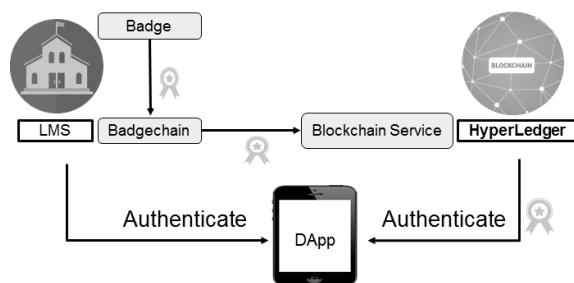 Badge
BLOCKCHAIN
LMS
Badgechain
Blockchain Service
HyperLedger
Authenticate
DApp
Authenticate